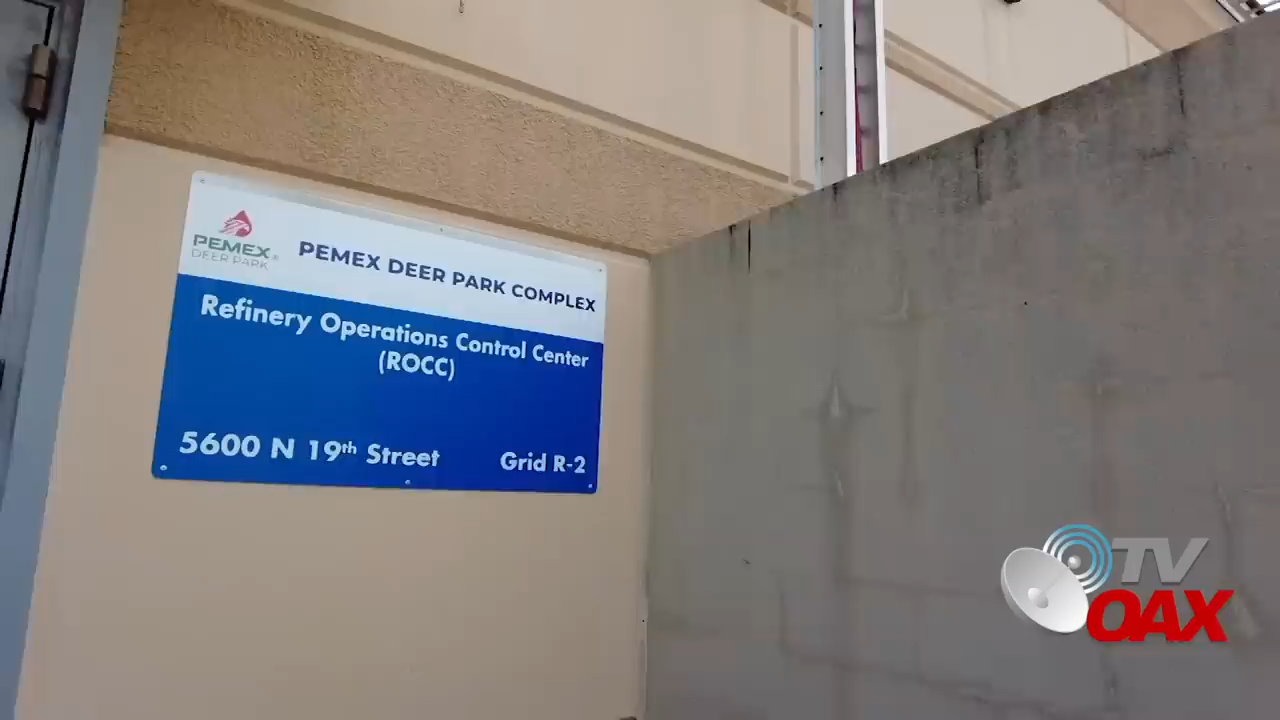 PEMEX®
DEER PARK
PEMEX DEER PARK COMPLEX
Refinery Operations Control Center
(ROCC)
5600 N 19th Street
Grid R-2
TV
OAX